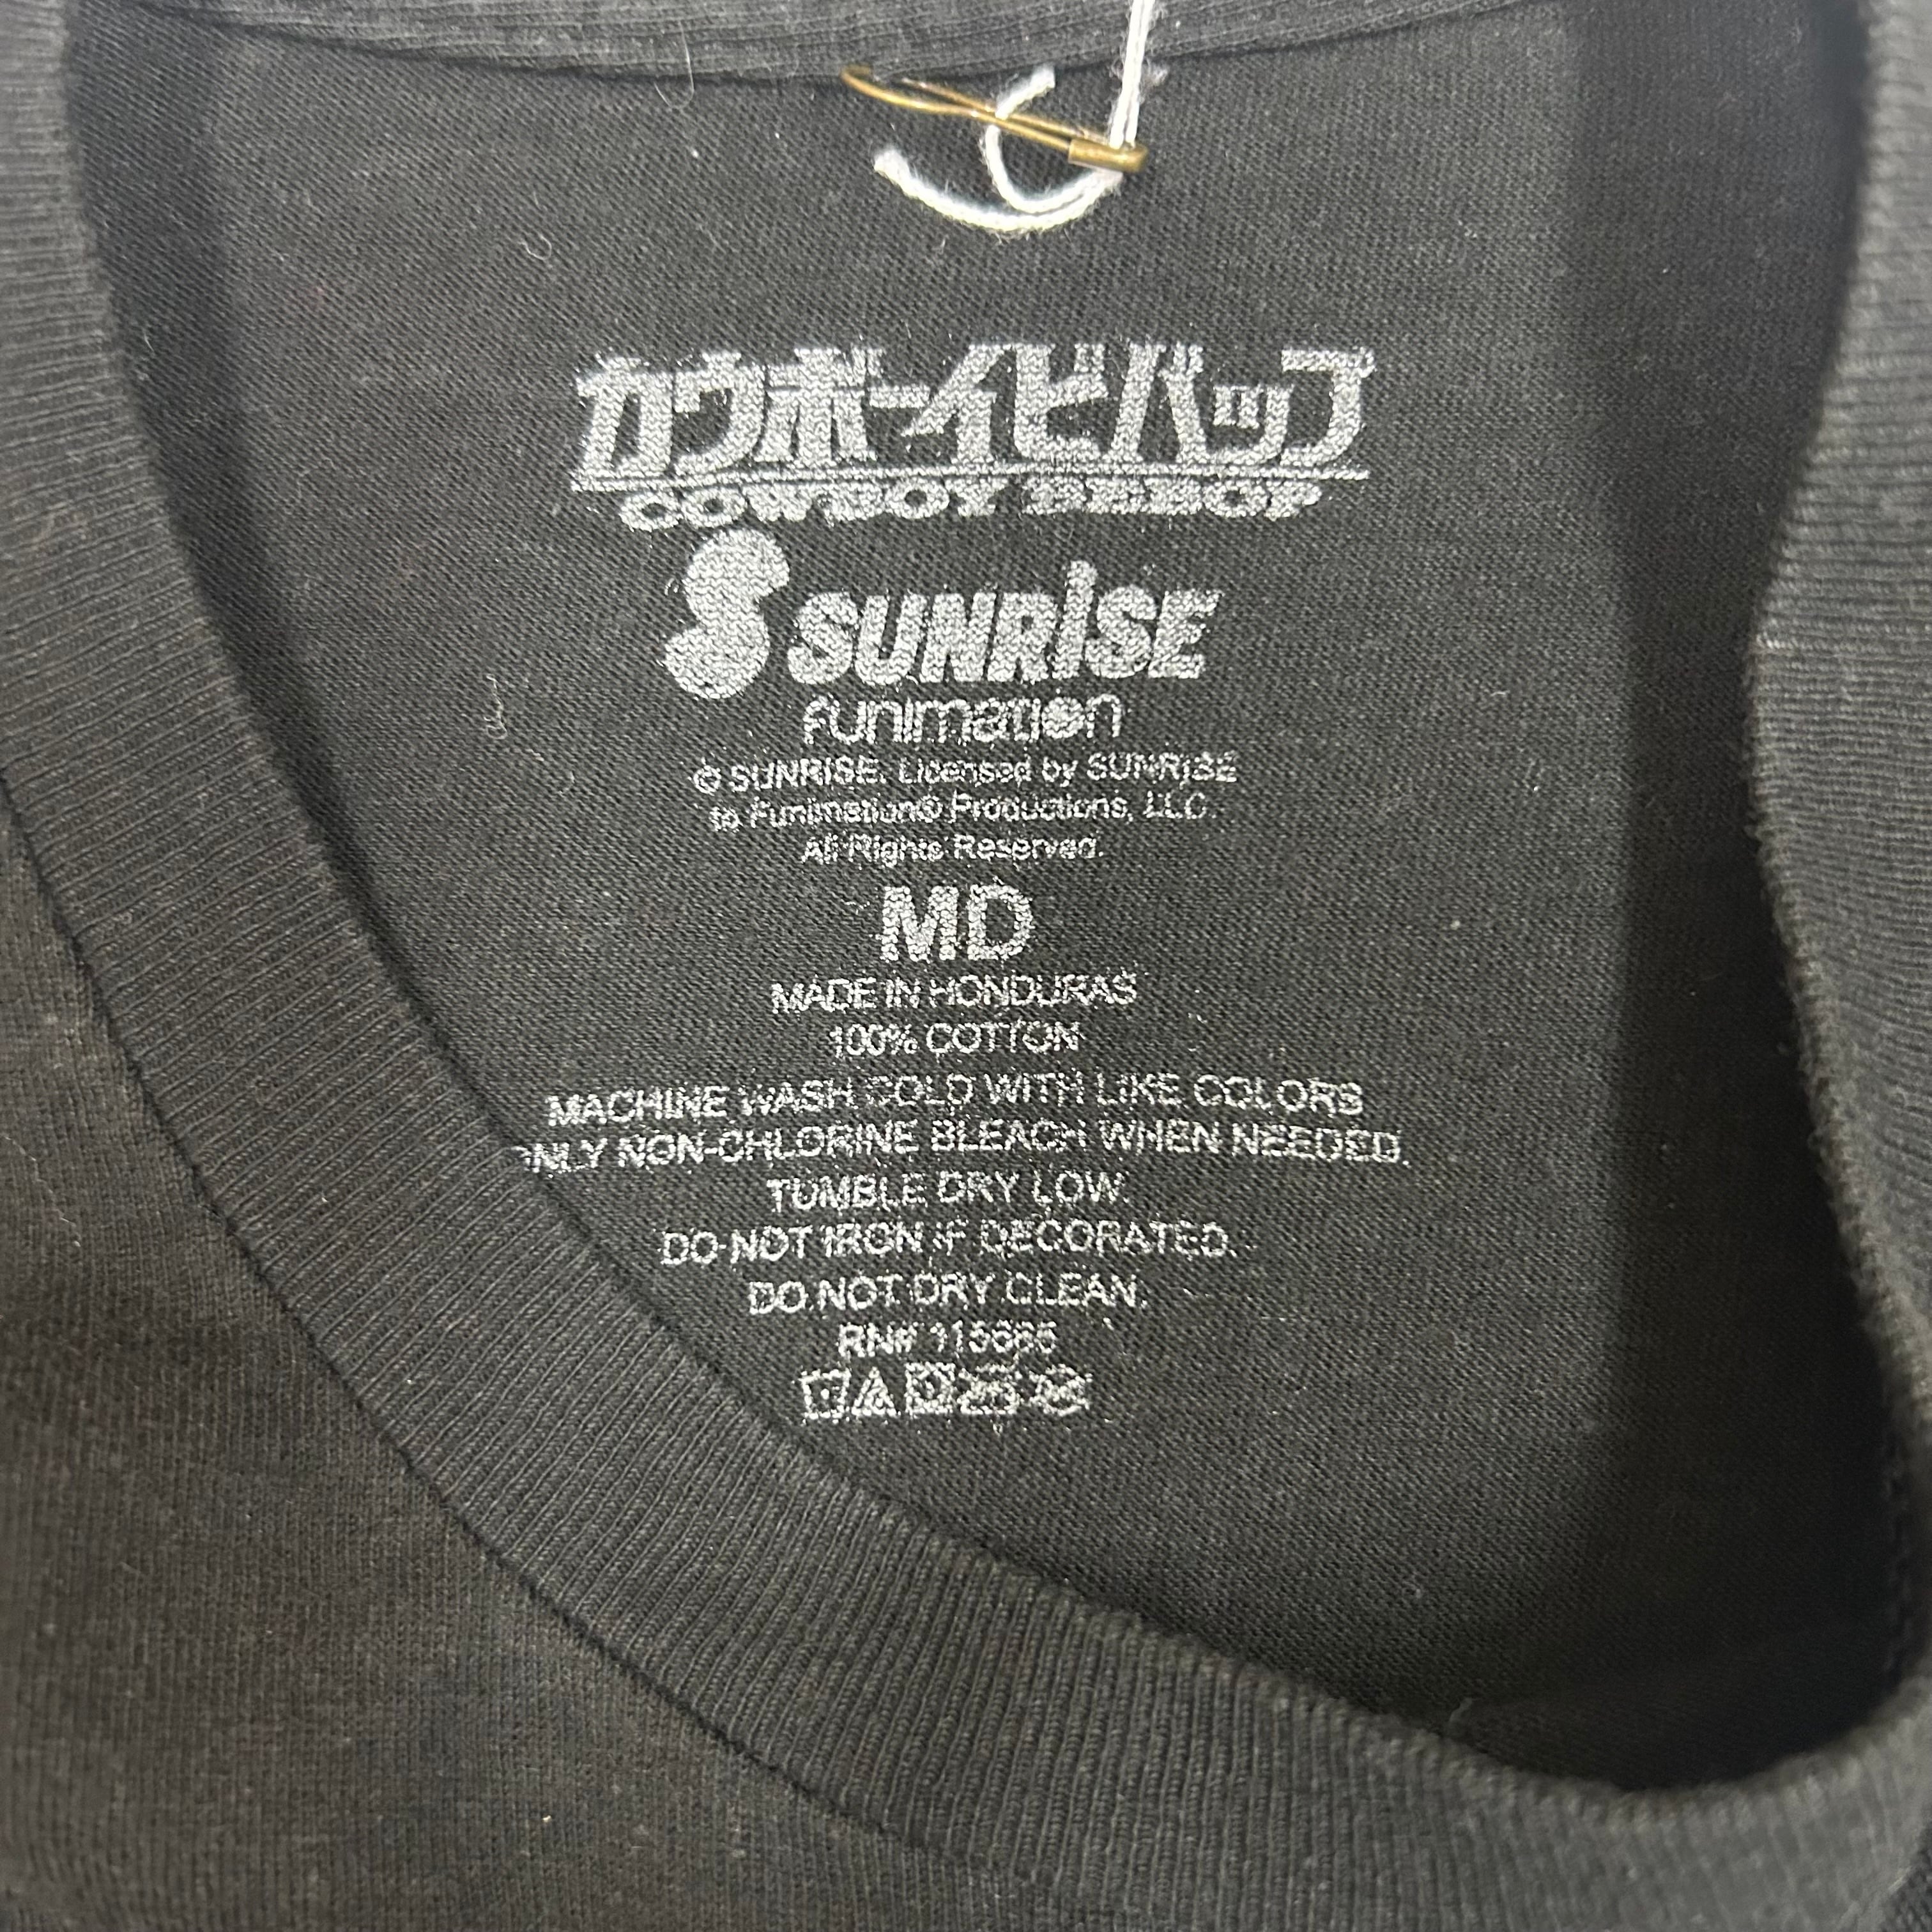 カウボーイビバップ
COWBOY BEBOP
SUNRISE
funimation
© SUNRISE. Licensed by SUNRISE
to Funimation® Productions, LLC.
All Rights Reserved.
MD
MADE IN HONDURAS
100% COTTON
MACHINE WASH COLD WITH LIKE COLORS
ONLY NON-CHLORINE BLEACH WHEN NEEDED.
TUMBLE DRY LOW.
DO NOT IRON IF DECORATED.
DO NOT DRY CLEAN.
RN#